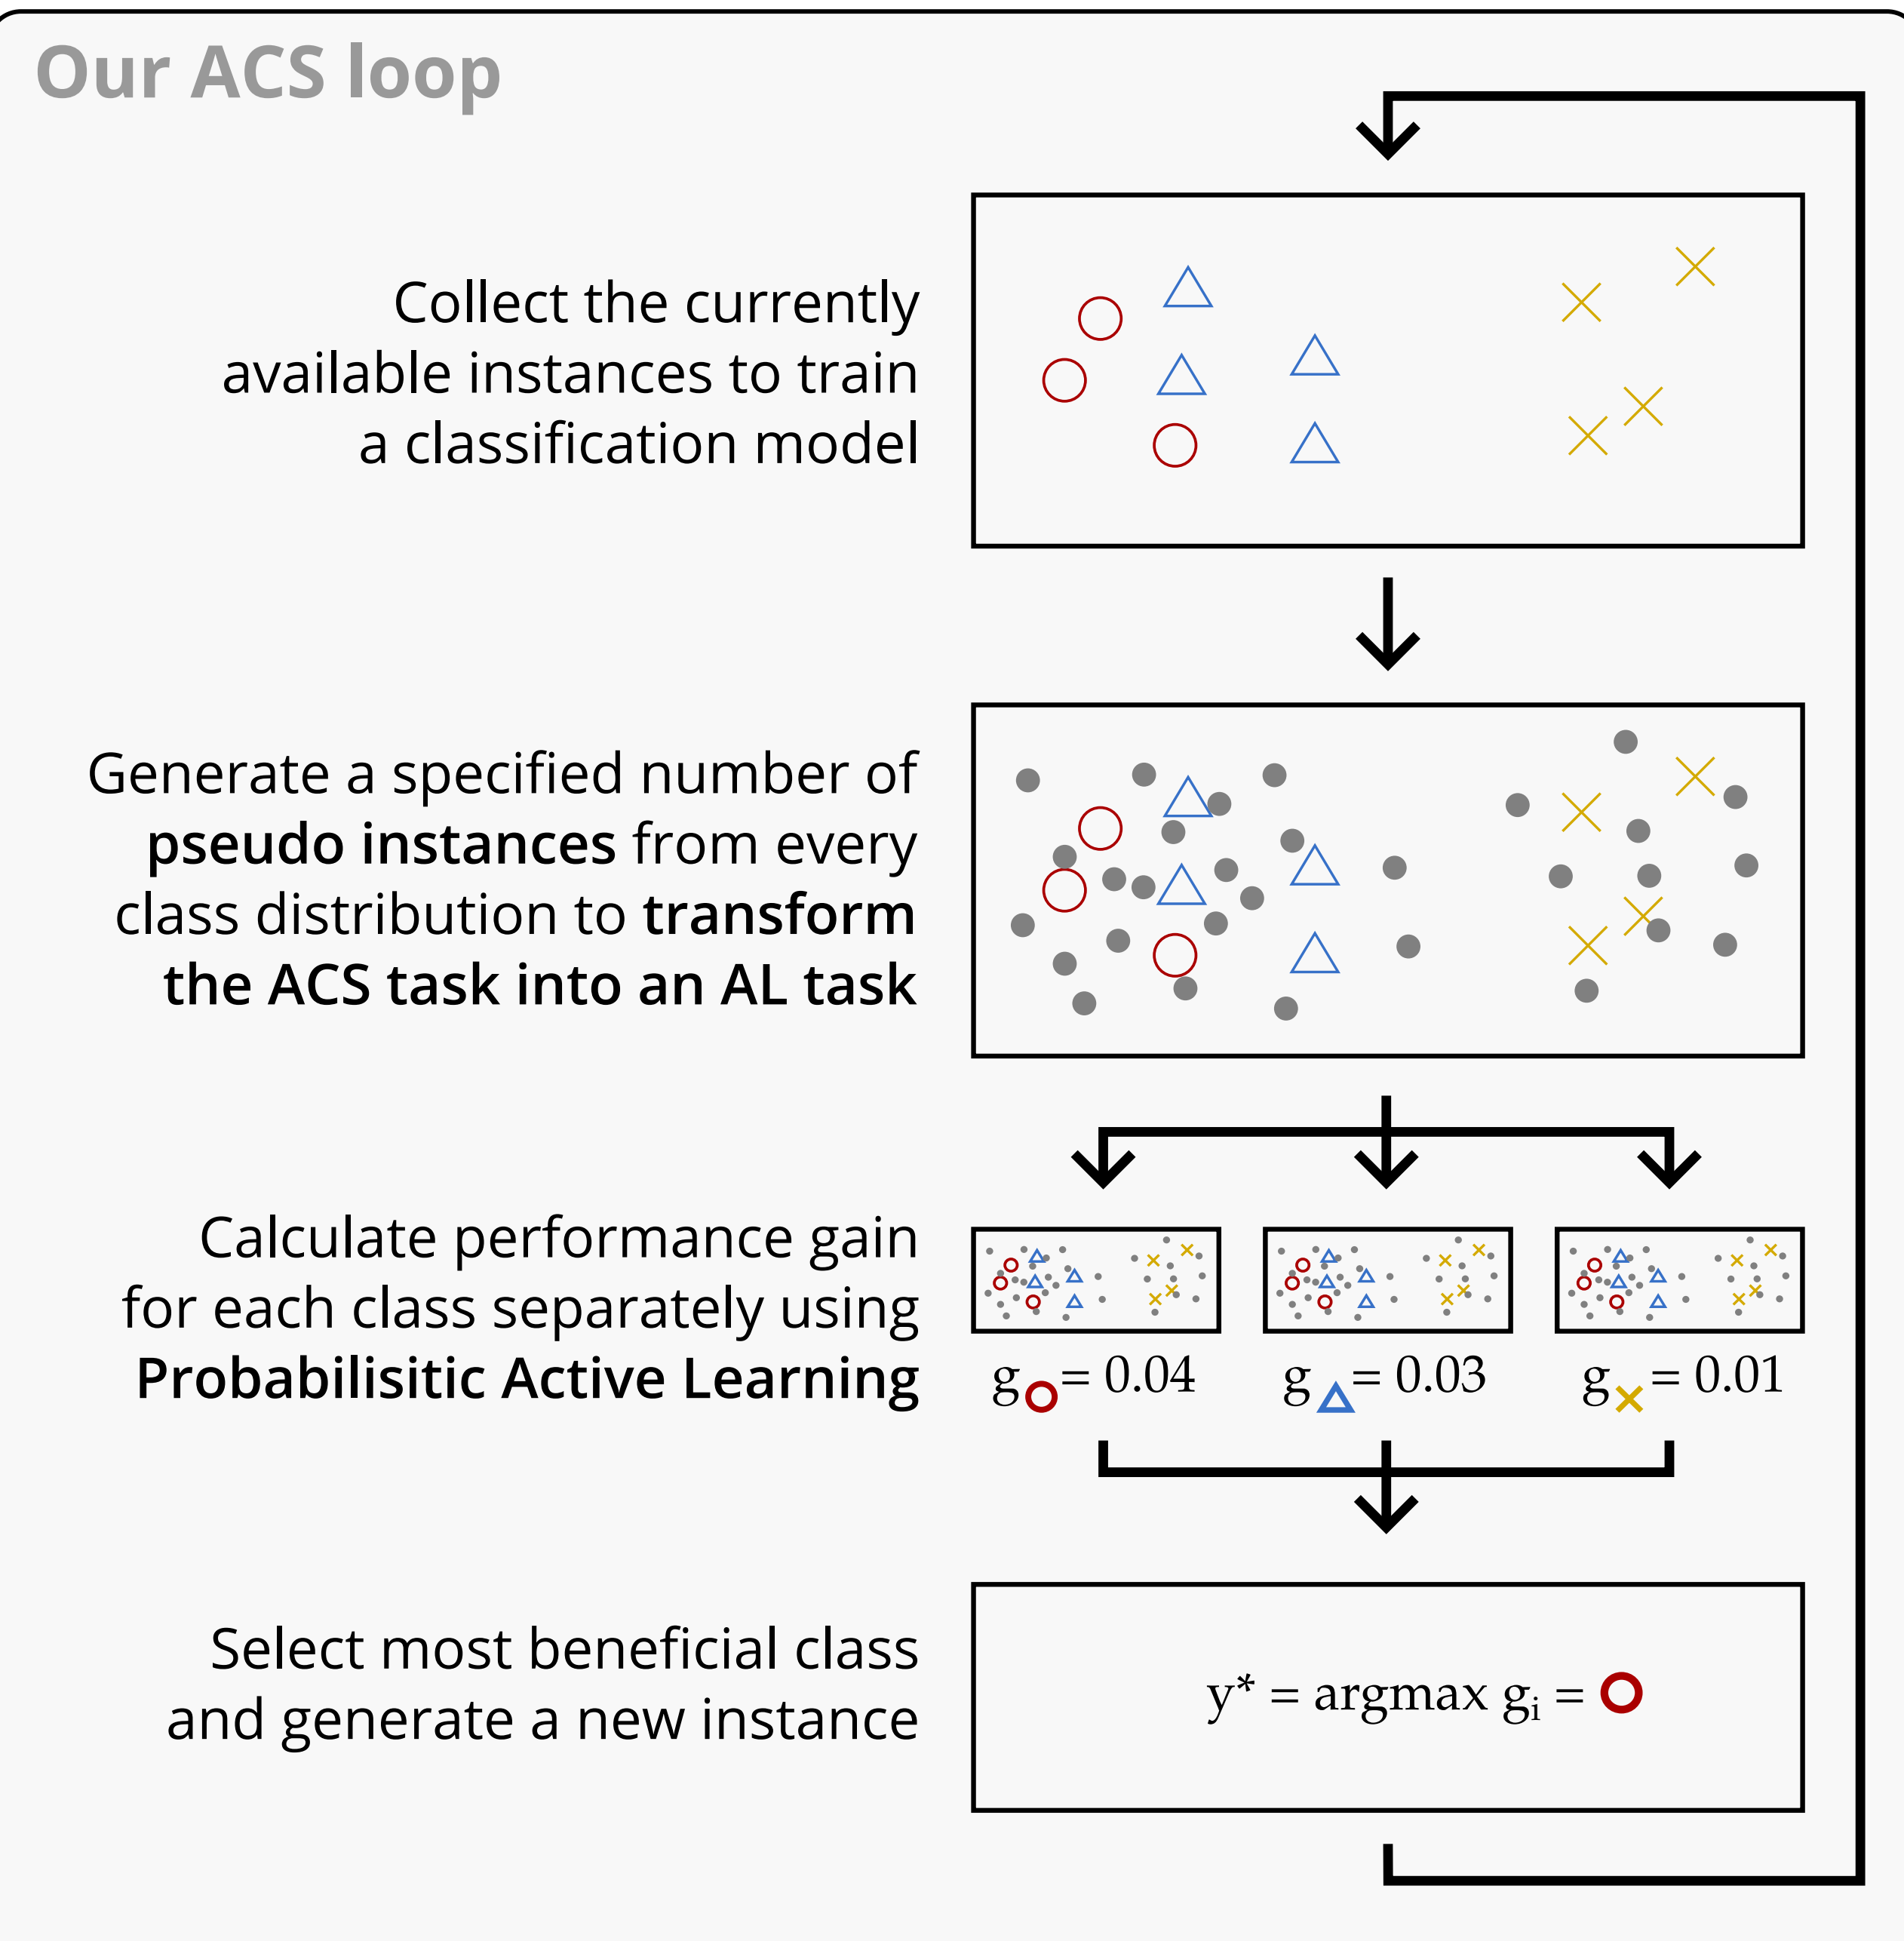 Our ACS loop
Collect the currently
available instances to train
a classification model
Generate a specified number of
pseudo instances from every
class distribution to transform
the ACS task into an AL task
Calculate performance gain
for each class separately using
Probabilisitic Active Learning
g = 0.04
g = 0.03
g = 0.01
Select most beneficial class
and generate a new instance
y* = argmax gi =